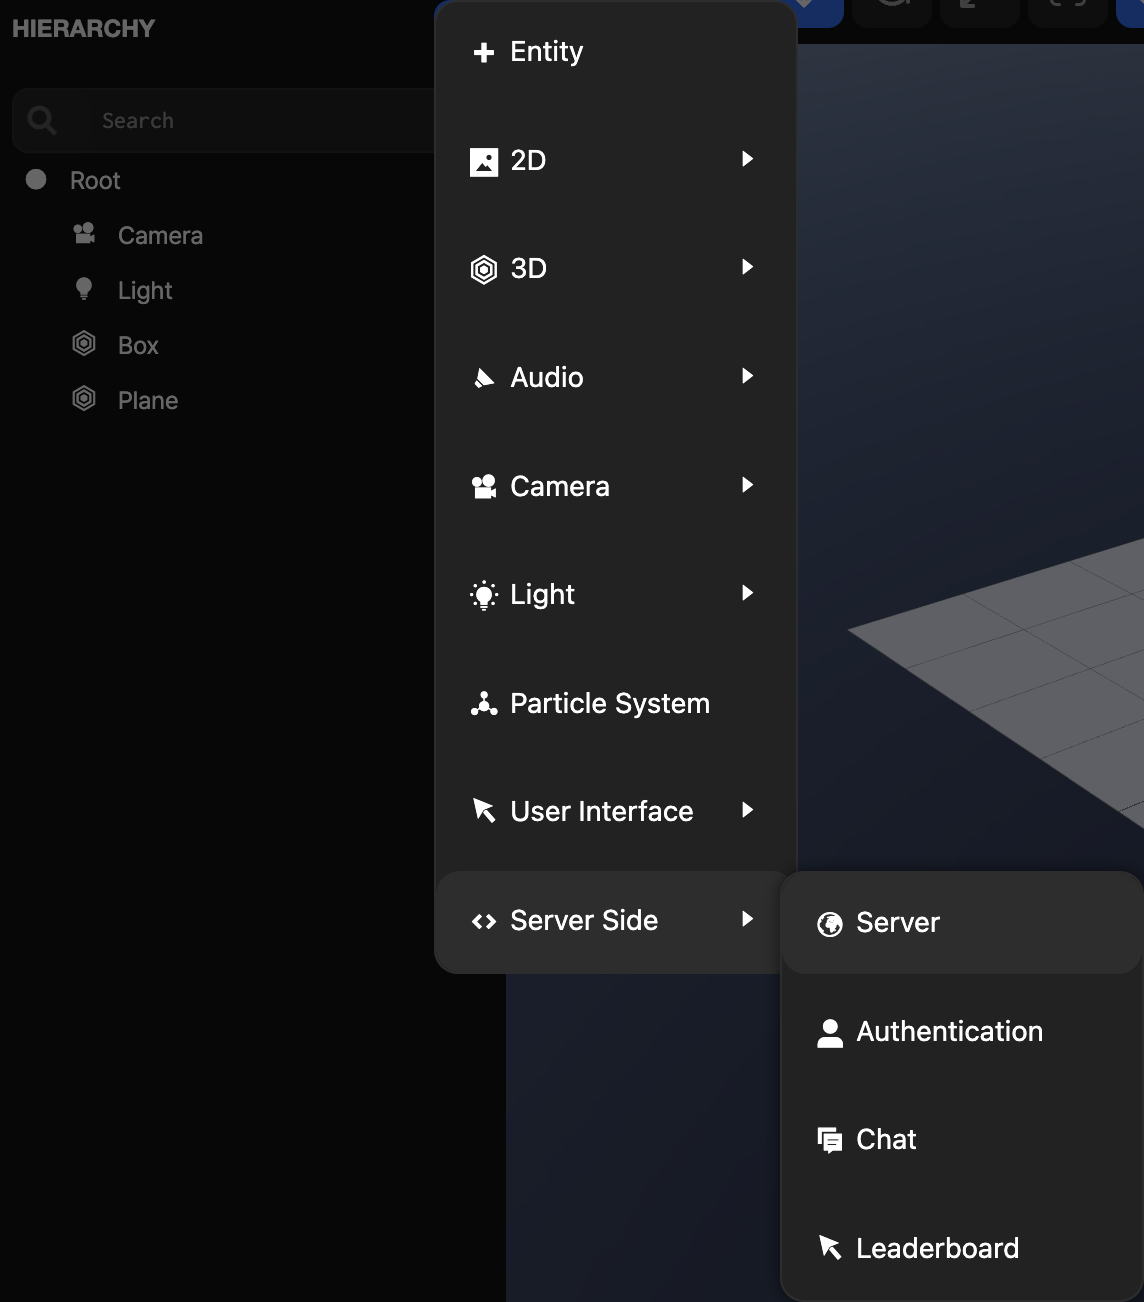 HIERARCHY
Search
Root
Camera
Light
Box
Plane
Entity
2D
3D
Audio
Camera
Light
Particle System
User Interface
Server Side
Server
Authentication
Chat
Leaderboard